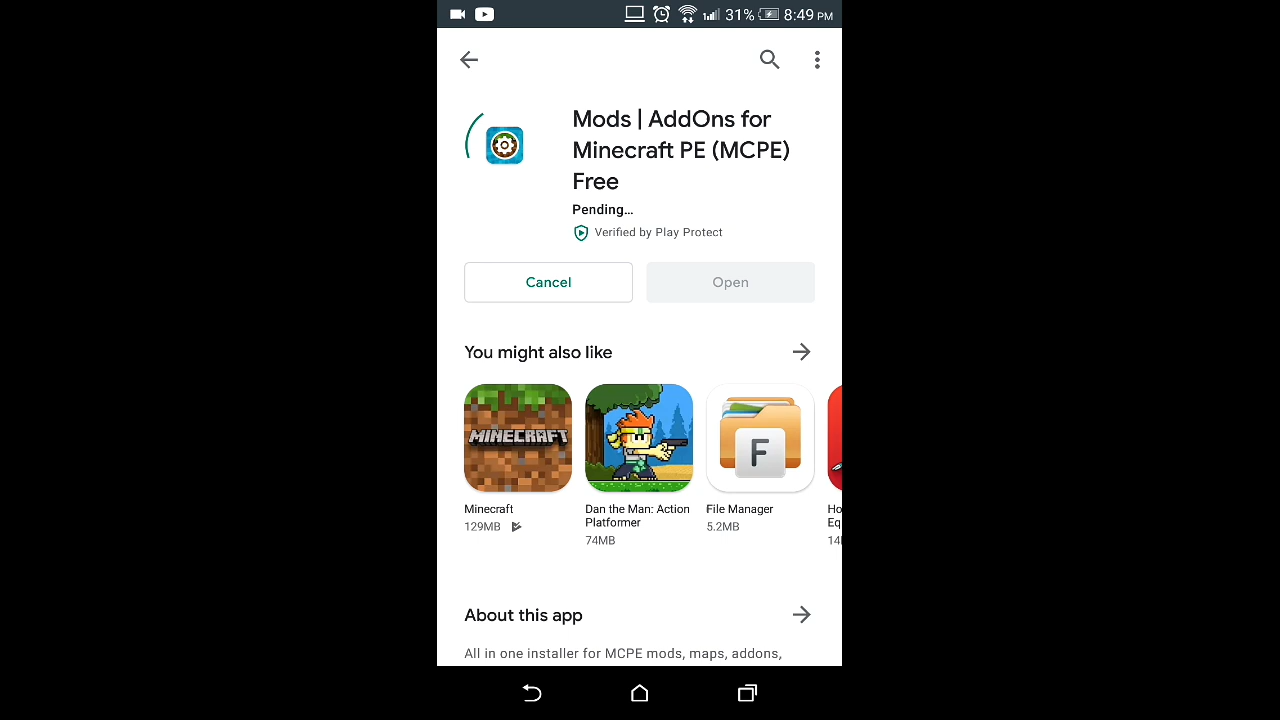 31% 8:49 PM
Mods | AddOns for
Minecraft PE (MCPE)
Free
Pending...
Verified by Play Protect
Cancel
Open
You might also like
MINECRAFT
F
Minecraft
129MB
Dan the Man: Action
Platformer
74MB
File Manager
5.2MB
Ho
Eq
14
About this app
All in one installer for MCPE mods, maps, addons,